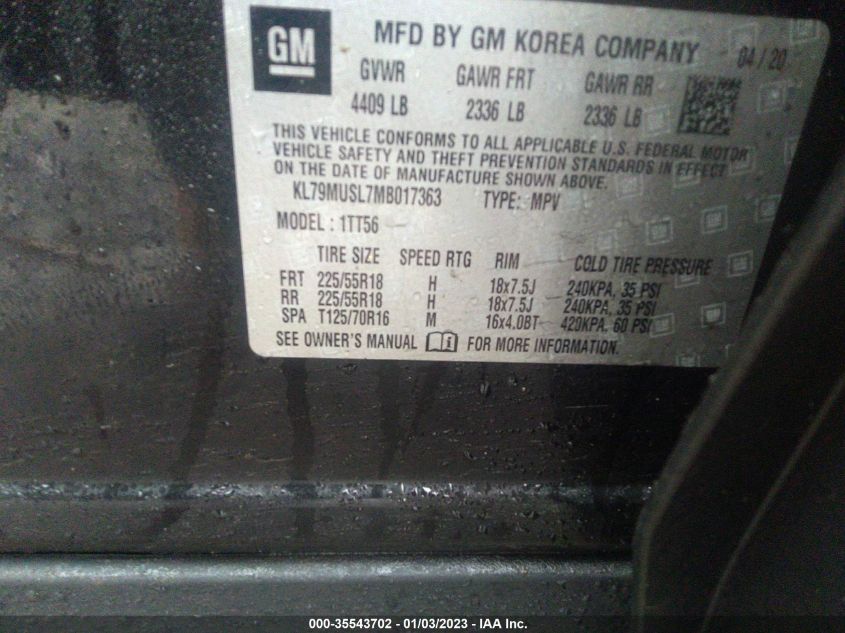 GM
MFD BY GM KOREA COMPANY 04/20
GVWR GAWR FRT GAWR RR
4409 LB 2336 LB 2336 LB
THIS VEHICLE CONFORMS TO ALL APPLICABLE U.S. FEDERAL MOTOR
VEHICLE SAFETY AND THEFT PREVENTION STANDARDS IN EFFECT
ON THE DATE OF MANUFACTURE SHOWN ABOVE.
KL79MUSL7MB017363 TYPE: MPV
MODEL : 1TT56
TIRE SIZE SPEED RTG RIM COLD TIRE PRESSURE
FRT 225/55R18 H 18x7.5J 240KPA, 35 PSI
RR 225/55R18 H 18x7.5J 240KPA, 35 PSI
SPA T125/70R16 M 16x4.0BT 420KPA, 60 PSI
SEE OWNER'S MANUAL i FOR MORE INFORMATION.
000-35543702 - 01/03/2023 - IAA Inc.